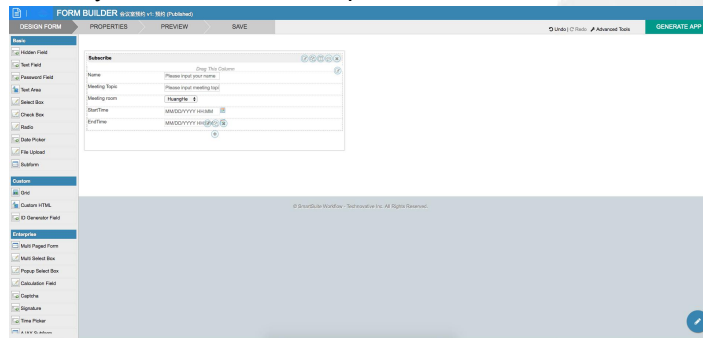 FORM BUILDER 会议室预约 v1: 预约 (Published)
DESIGN FORM
PROPERTIES
PREVIEW
SAVE
Undo | Redo Advanced Tools
GENERATE APP
Basic
Hidden Field
Text Field
Password Field
Text Area
Select Box
Check Box
Radio
Date Picker
File Upload
Subform
Custom
Grid
Custom HTML
ID Generator Field
Enterprise
Multi Paged Form
Multi Select Box
Popup Select Box
Calculation Field
Captcha
Signature
Time Picker
AJAX Subform
Subscribe
Drag This Column
Name Please input your name
Meeting Topic Please input meeting topi
Meeting room HuangHe
StartTime MM/DD/YYYY HH:MM
EndTime MM/DD/YYYY HH
All Rights Reserved.